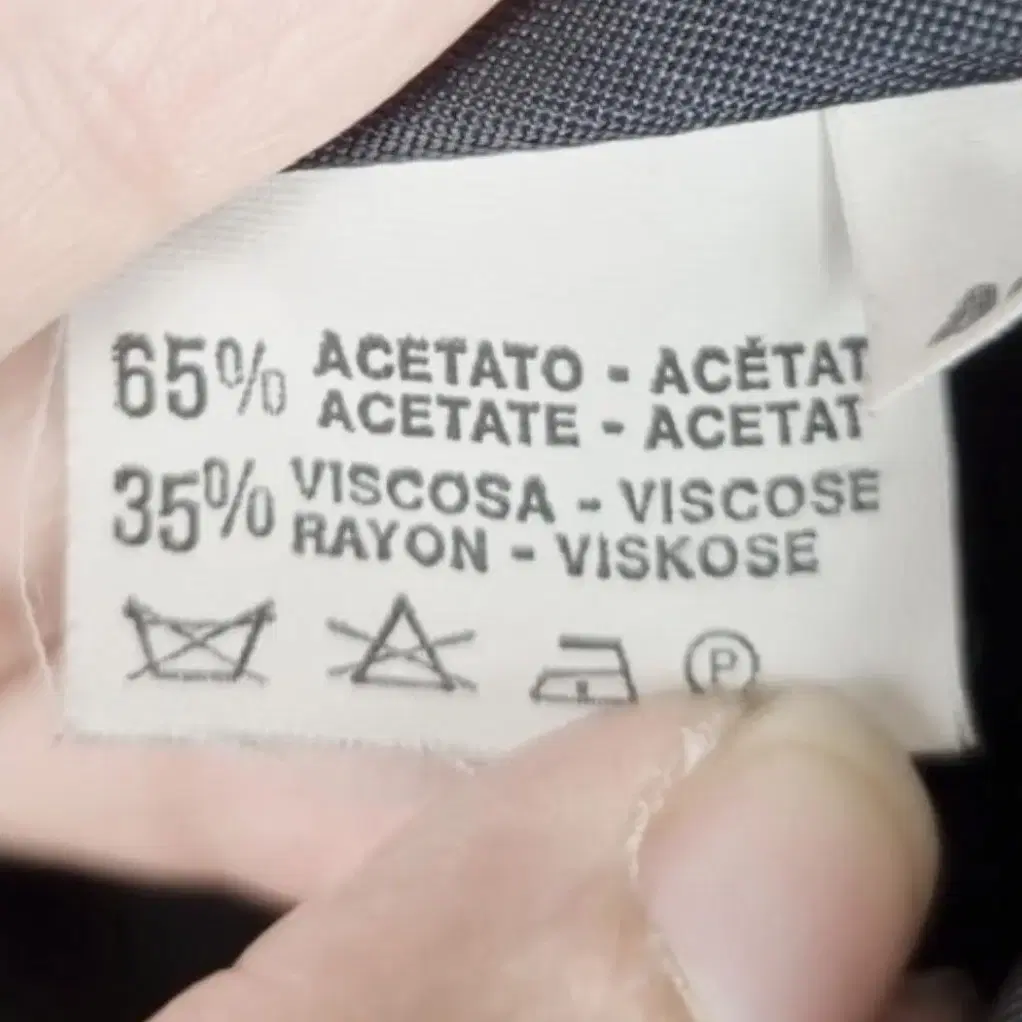 65% ACETATO - ACÉTAT
ACETATE - ACETAT
35% VISCOSA - VISCOSE
RAYON - VISKOSE
P